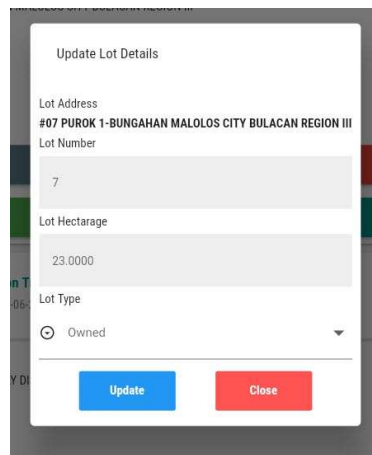 Update Lot Details
Lot Address
#07 PUROK 1-BUNGAHAN MALOLOS CITY BULACAN REGION III
Lot Number
7
Lot Hectarage
23.0000
Lot Type
Owned
Update
Close